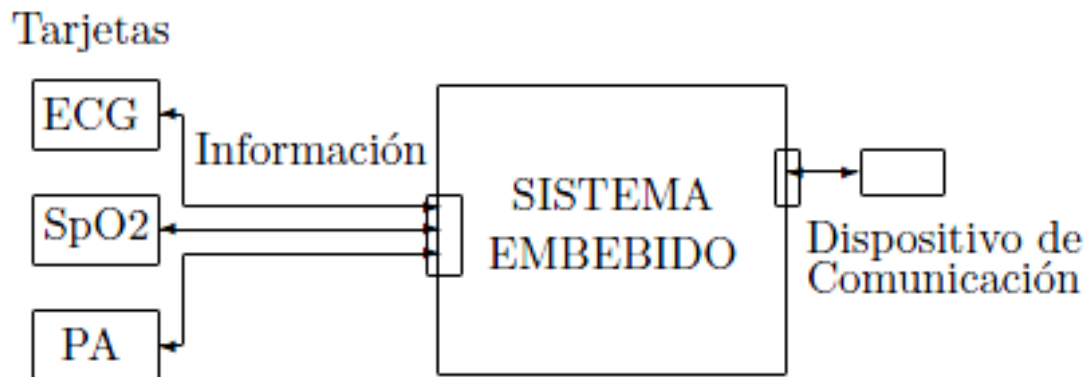 Tarjetas
ECG
Información
SpO2
PA
SISTEMA
EMBEBIDO
Dispositivo de
Comunicación